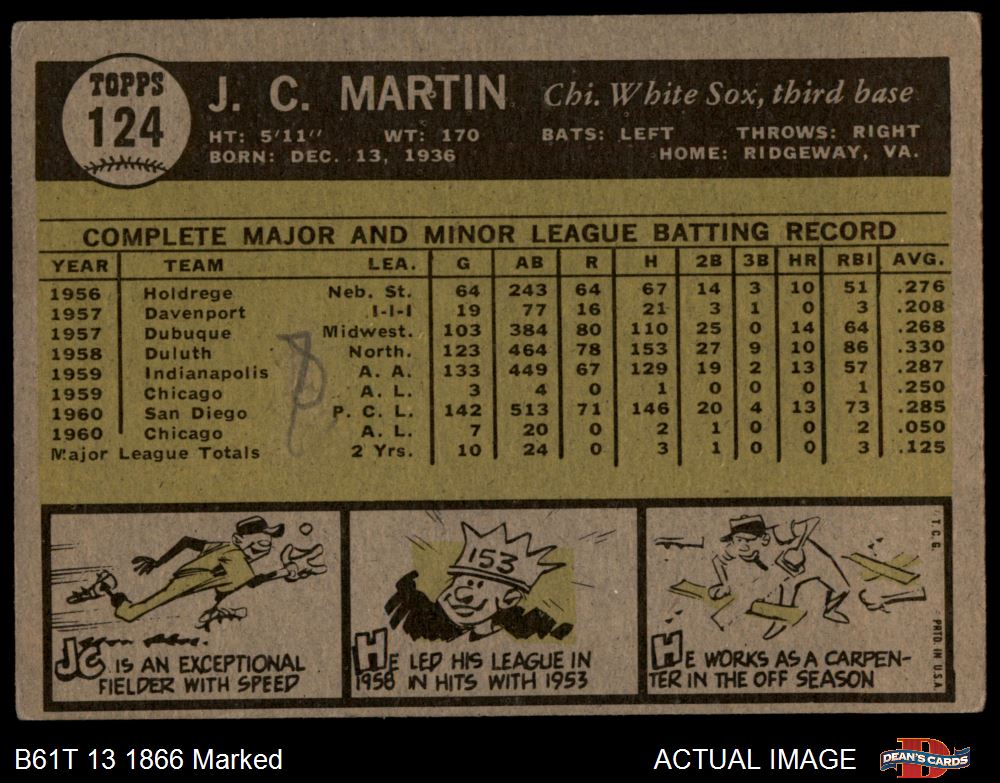 TOPPS
124
J. C. MARTIN Chi. White Sox, third base
HT: 5'11" WT: 170 BATS: LEFT THROWS: RIGHT
BORN: DEC. 13, 1936 HOME: RIDGEWAY, VA.
COMPLETE MAJOR AND MINOR LEAGUE BATTING RECORD
YEAR TEAM LEA. G AB R H 2B 3B HR RBI AVG.
1956 Holdrege Neb. St. 64 243 64 67 14 3 10 51 .276
1957 Davenport I-I-I 19 77 16 21 3 1 0 3 .208
1957 Dubuque Midwest. 103 384 80 110 25 0 14 64 .268
1958 Duluth North. 123 464 78 153 27 9 10 86 .330
1959 Indianapolis A. A. 133 449 67 129 19 2 13 57 .287
1959 Chicago A. L. 3 4 0 1 0 0 0 1 .250
1960 San Diego P. C. L. 142 513 71 146 20 4 13 73 .285
1960 Chicago A. L. 7 20 0 2 1 0 0 2 .050
Major League Totals 2 Yrs. 10 24 0 3 1 0 0 3 .125
JC IS AN EXCEPTIONAL
FIELDER WITH SPEED
153
HE LED HIS LEAGUE IN
1958 IN HITS WITH 1953
HE WORKS AS A CARPEN-
TER IN THE OFF SEASON
T. C. G.
PRTD. IN U.S.A.
B61T 13 1866 Marked
ACTUAL IMAGE
DEAN'S CARDS